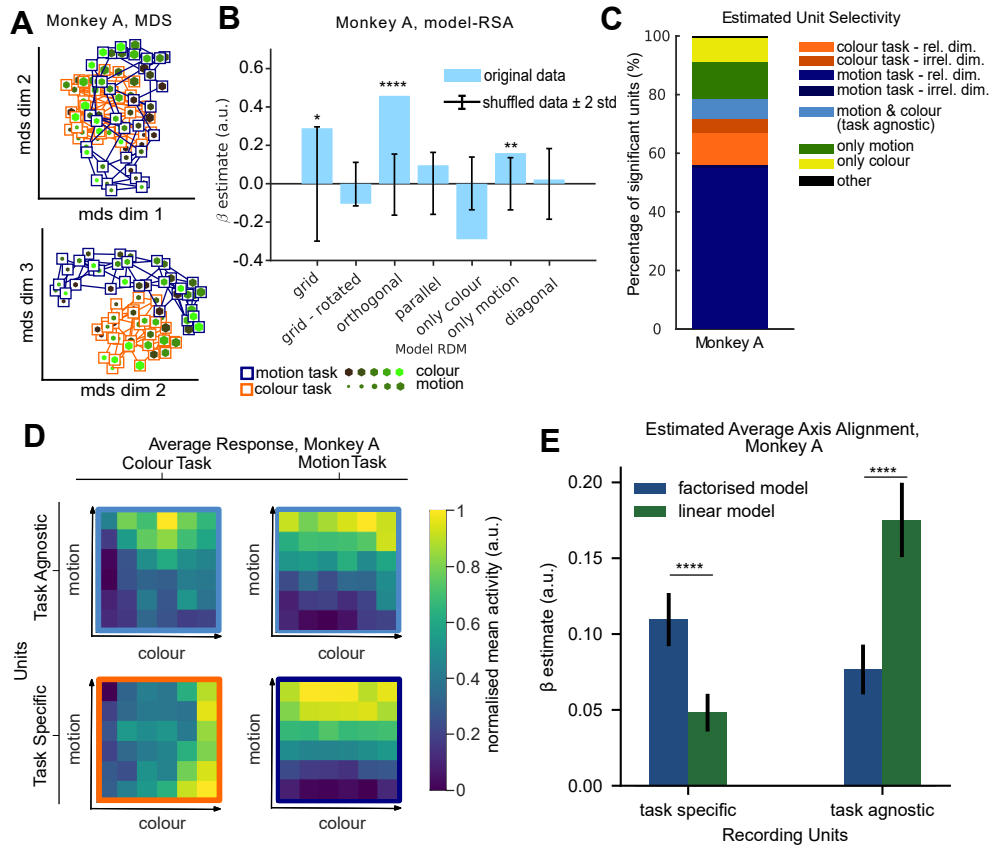 A
Monkey A, MDS
mds dim 2
mds dim 1
mds dim 3
mds dim 2
B
Monkey A, model-RSA
original data
shuffled data ± 2 std
β estimate (a.u.)
0.6
0.4
0.2
0.0
-0.2
-0.4
*
****
**
grid
grid - rotated
orthogonal
parallel
only colour
only motion
diagonal
Model RDM
motion task
colour task
colour
motion
C
Estimated Unit Selectivity
Percentage of significant units (%)
100
80
60
40
20
0
Monkey A
colour task - rel. dim.
colour task - irrel. dim.
motion task - rel. dim.
motion task - irrel. dim.
motion & colour
(task agnostic)
only motion
only colour
other
D
Average Response, Monkey A
Colour Task
Motion Task
Units
Task Agnostic
Task Specific
motion
colour
motion
colour
motion
colour
motion
colour
1
0.8
0.6
0.4
0.2
0
normalised mean activity (a.u.)
E
Estimated Average Axis Alignment,
Monkey A
factorised model
linear model
β estimate (a.u.)
0.20
0.15
0.10
0.05
0.00
****
****
task specific
task agnostic
Recording Units